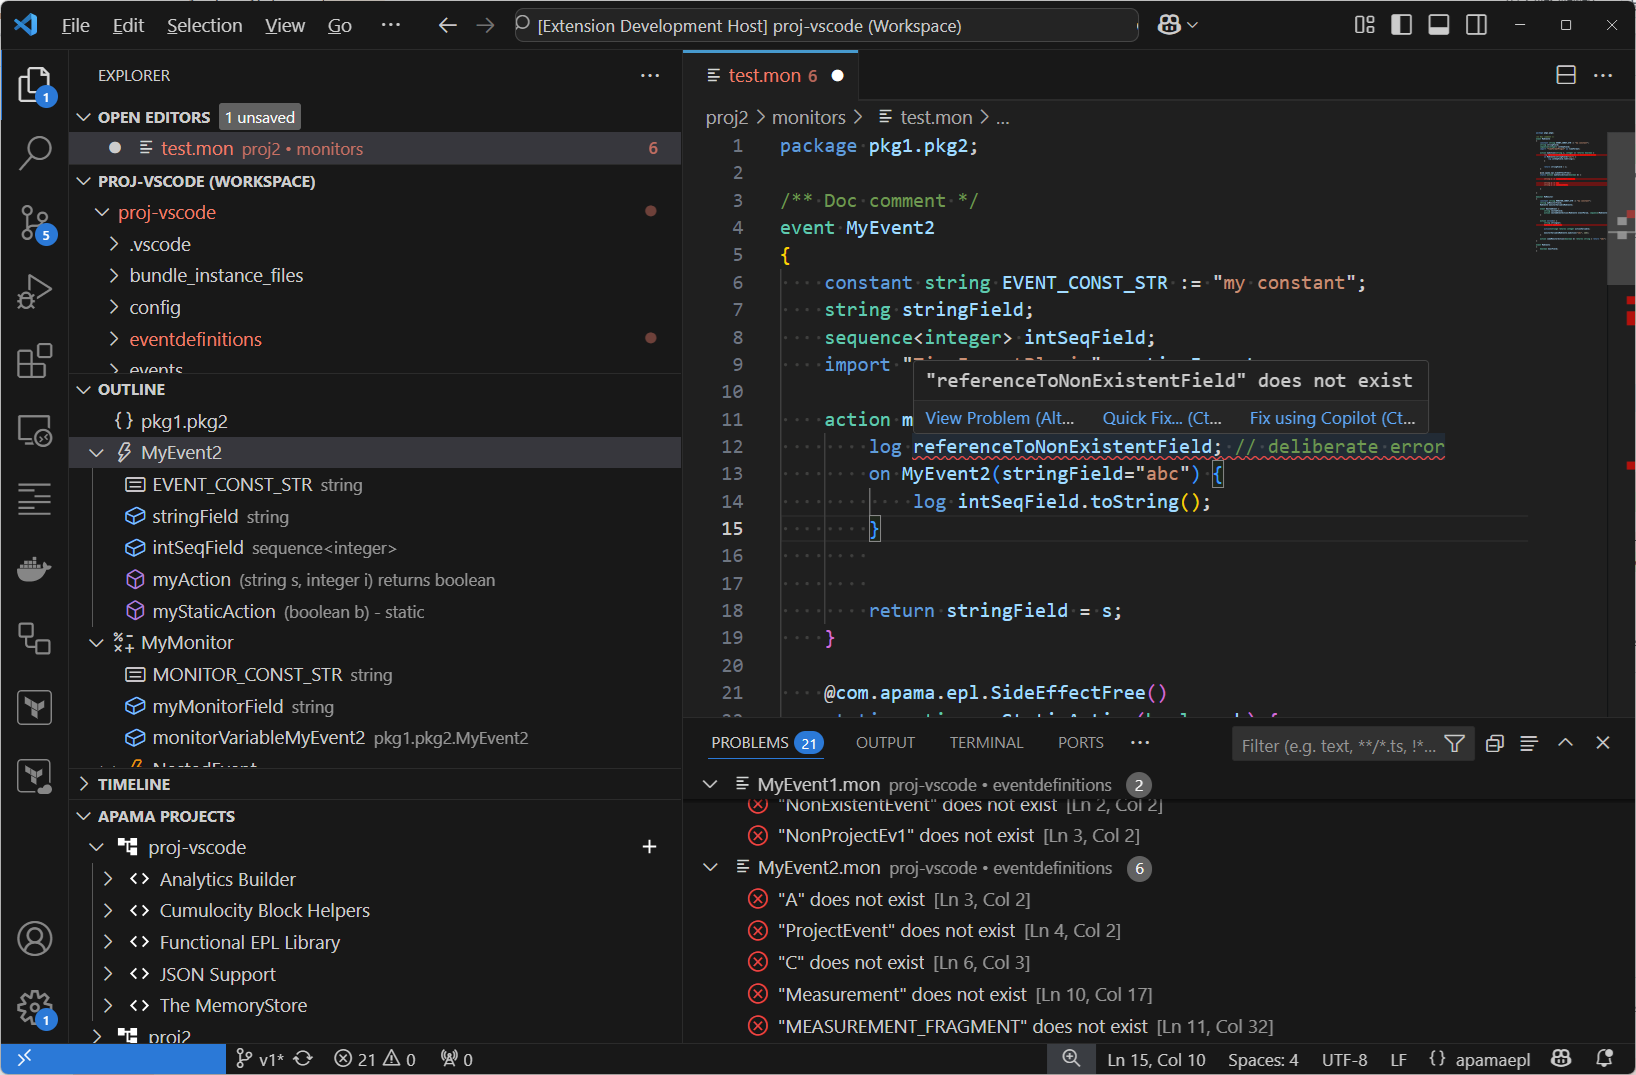 File Edit Selection View Go ··· [Extension Development Host] proj-vscode (Workspace)
EXPLORER
OPEN EDITORS 1 unsaved
test.mon proj2 • monitors 6
PROJ-VSCODE (WORKSPACE)
proj-vscode
.vscode
bundle_instance_files
config
eventdefinitions
events
OUTLINE
{} pkg1.pkg2
MyEvent2
EVENT_CONST_STR string
stringField string
intSeqField sequence<integer>
myAction (string s, integer i) returns boolean
myStaticAction (boolean b) - static
MyMonitor
MONITOR_CONST_STR string
myMonitorField string
monitorVariableMyEvent2 pkg1.pkg2.MyEvent2
NestedEvent
TIMELINE
APAMA PROJECTS
proj-vscode
Analytics Builder
Cumulocity Block Helpers
Functional EPL Library
JSON Support
The MemoryStore
proj2
1
5
1
test.mon 6
proj2 > monitors > test.mon > ...
1 package pkg1.pkg2;
2
3 /** Doc comment */
4 event MyEvent2
5 {
6 constant string EVENT_CONST_STR := "my constant";
7 string stringField;
8 sequence<integer> intSeqField;
9 import "
"referenceToNonExistentField" does not exist
View Problem (Alt... Quick Fix... (Ct... Fix using Copilot (Ct...
10
11 action m
12 log referenceToNonExistentField; // deliberate error
13 on MyEvent2(stringField="abc") {
14 log intSeqField.toString();
15 }
16
17
18 return stringField = s;
19 }
20
21 @com.apama.epl.SideEffectFree()
PROBLEMS 21 OUTPUT TERMINAL PORTS ··· Filter (e.g. text, **/*.ts, !*...
MyEvent1.mon proj-vscode • eventdefinitions 2
"NonExistentEvent" does not exist [Ln 2, Col 2]
"NonProjectEv1" does not exist [Ln 3, Col 2]
MyEvent2.mon proj-vscode • eventdefinitions 6
"A" does not exist [Ln 3, Col 2]
"ProjectEvent" does not exist [Ln 4, Col 2]
"C" does not exist [Ln 6, Col 3]
"Measurement" does not exist [Ln 10, Col 17]
"MEASUREMENT_FRAGMENT" does not exist [Ln 11, Col 32]
v1* 21 0 0 Ln 15, Col 10 Spaces: 4 UTF-8 LF {} apamaepl